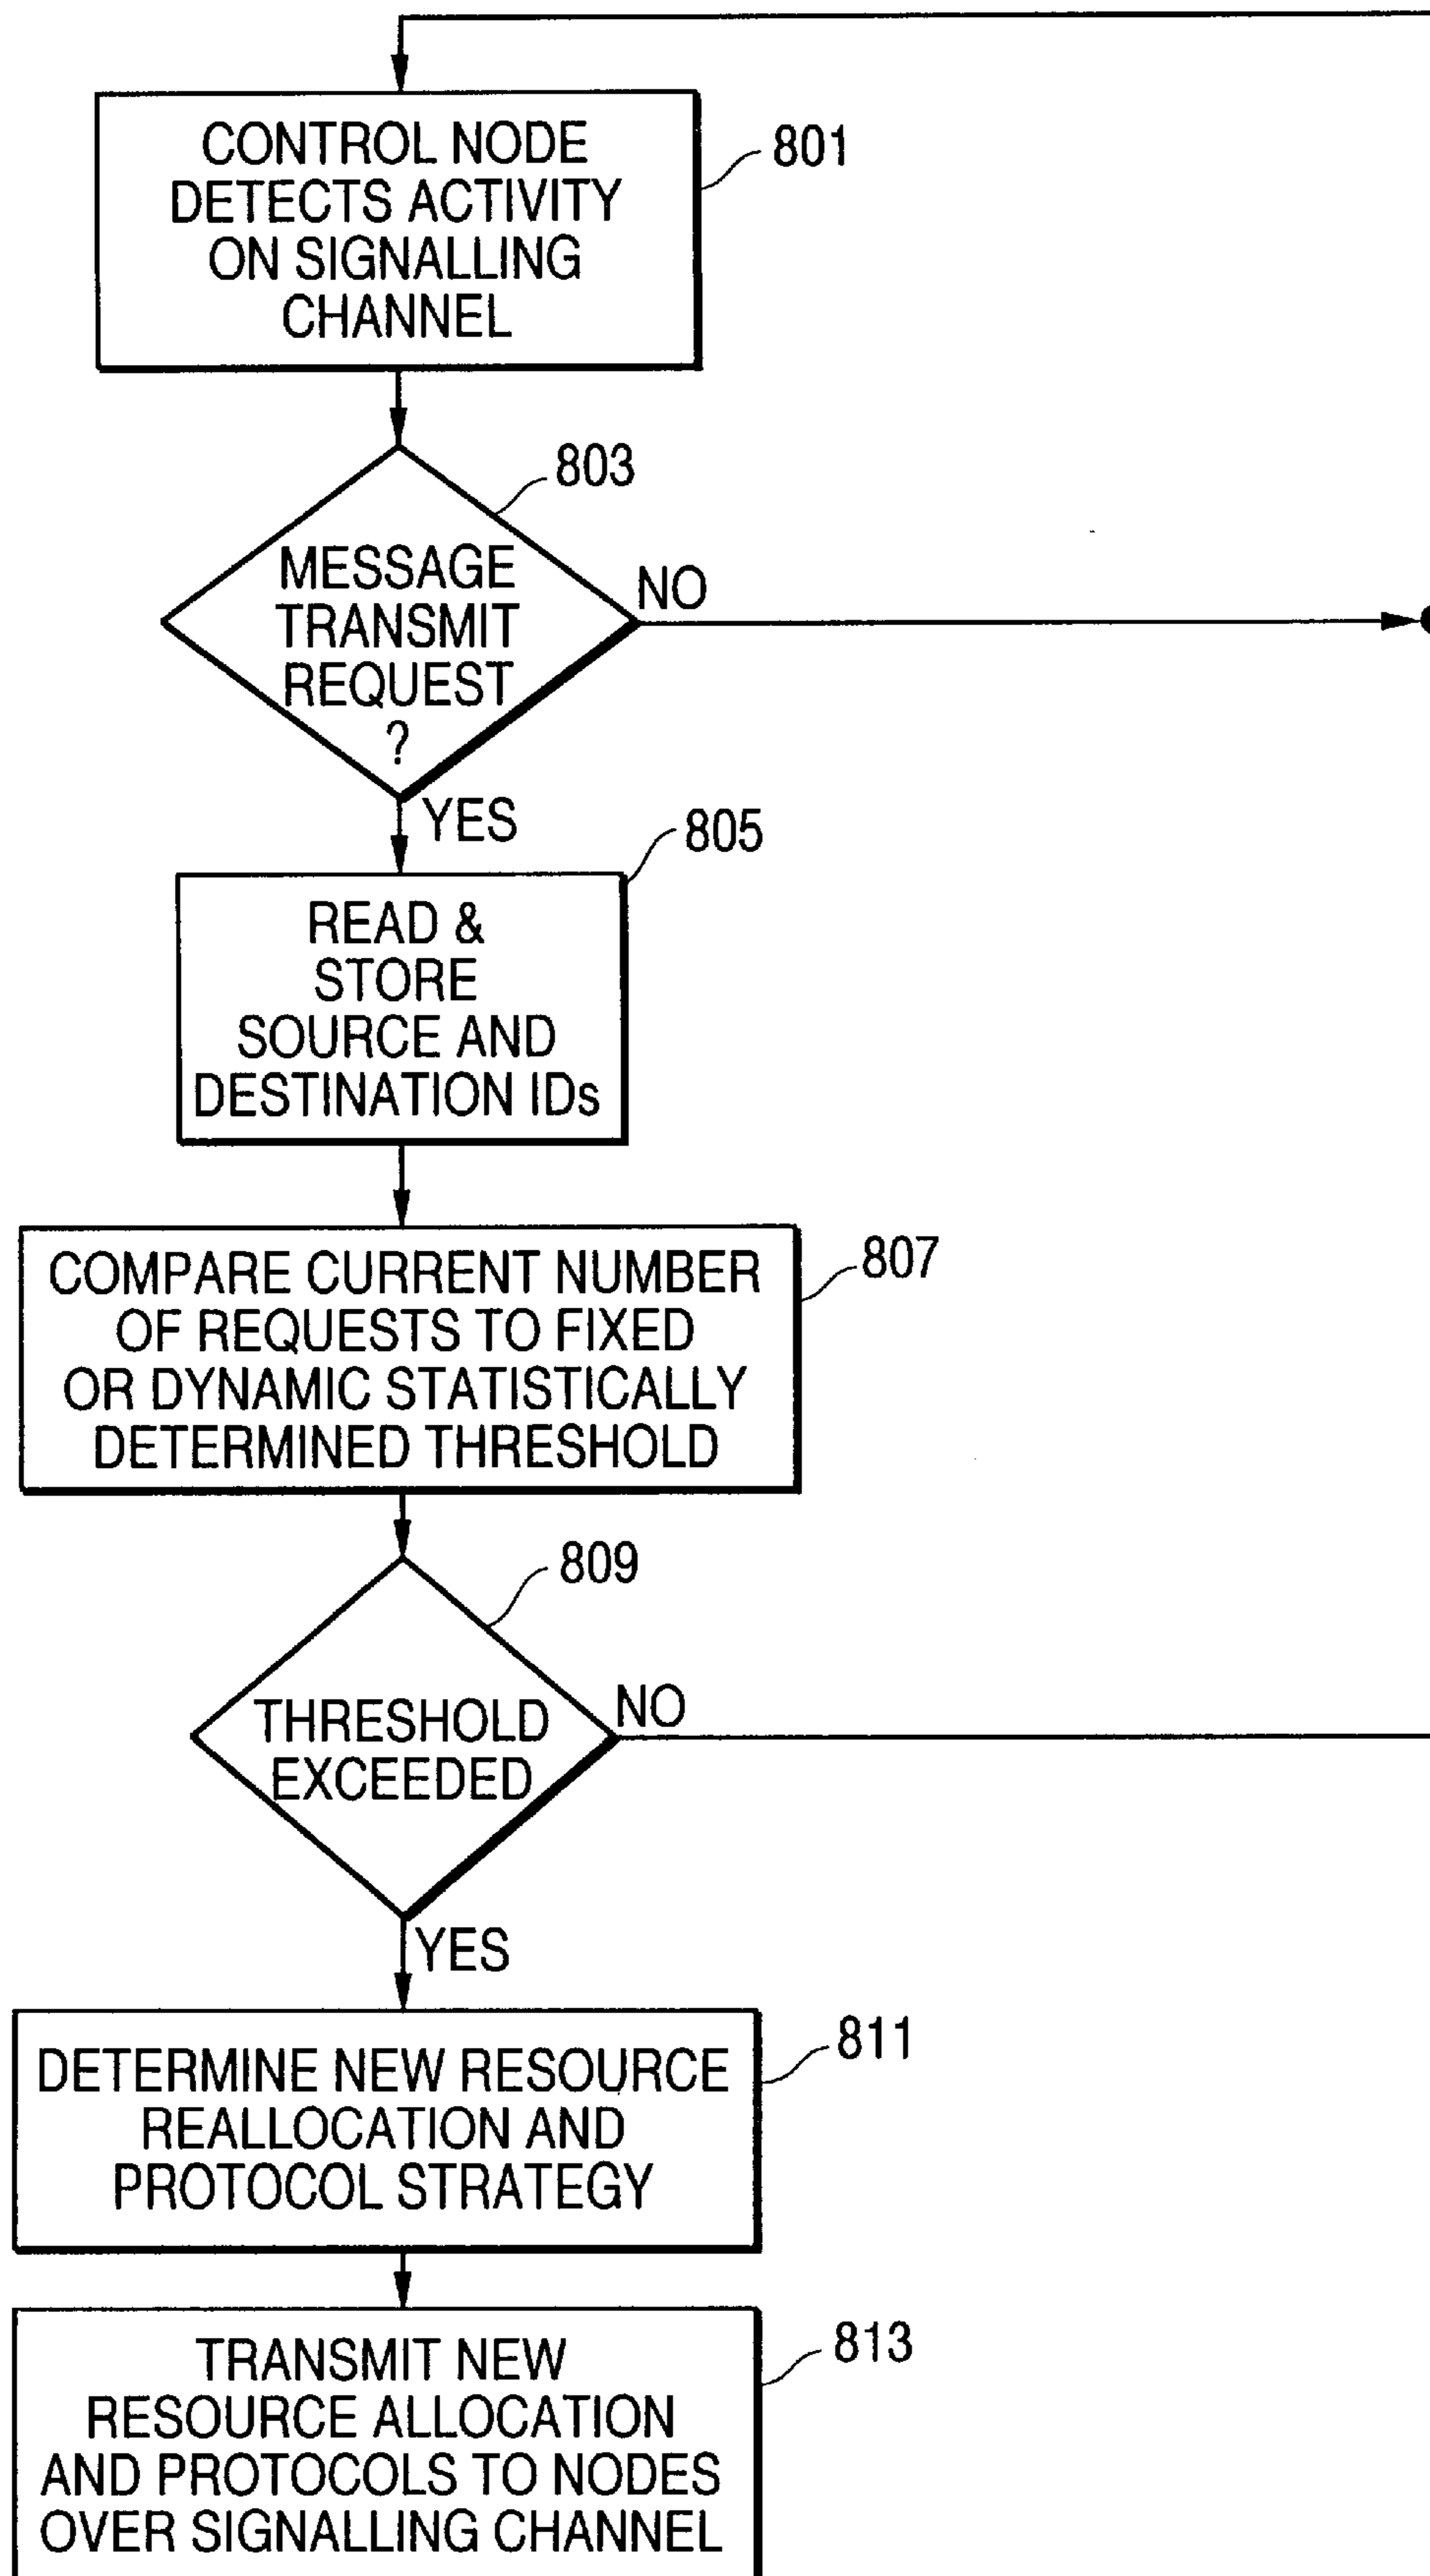 CONTROL NODE
DETECTS ACTIVITY
ON SIGNALLING
CHANNEL
801
803
MESSAGE
TRANSMIT
REQUEST
?
NO
YES
805
READ &
STORE
SOURCE AND
DESTINATION IDs
COMPARE CURRENT NUMBER
OF REQUESTS TO FIXED
OR DYNAMIC STATISTICALLY
DETERMINED THRESHOLD
807
809
THRESHOLD
EXCEEDED
NO
YES
DETERMINE NEW RESOURCE
REALLOCATION AND
PROTOCOL STRATEGY
811
TRANSMIT NEW
RESOURCE ALLOCATION
AND PROTOCOLS TO NODES
OVER SIGNALLING CHANNEL
813